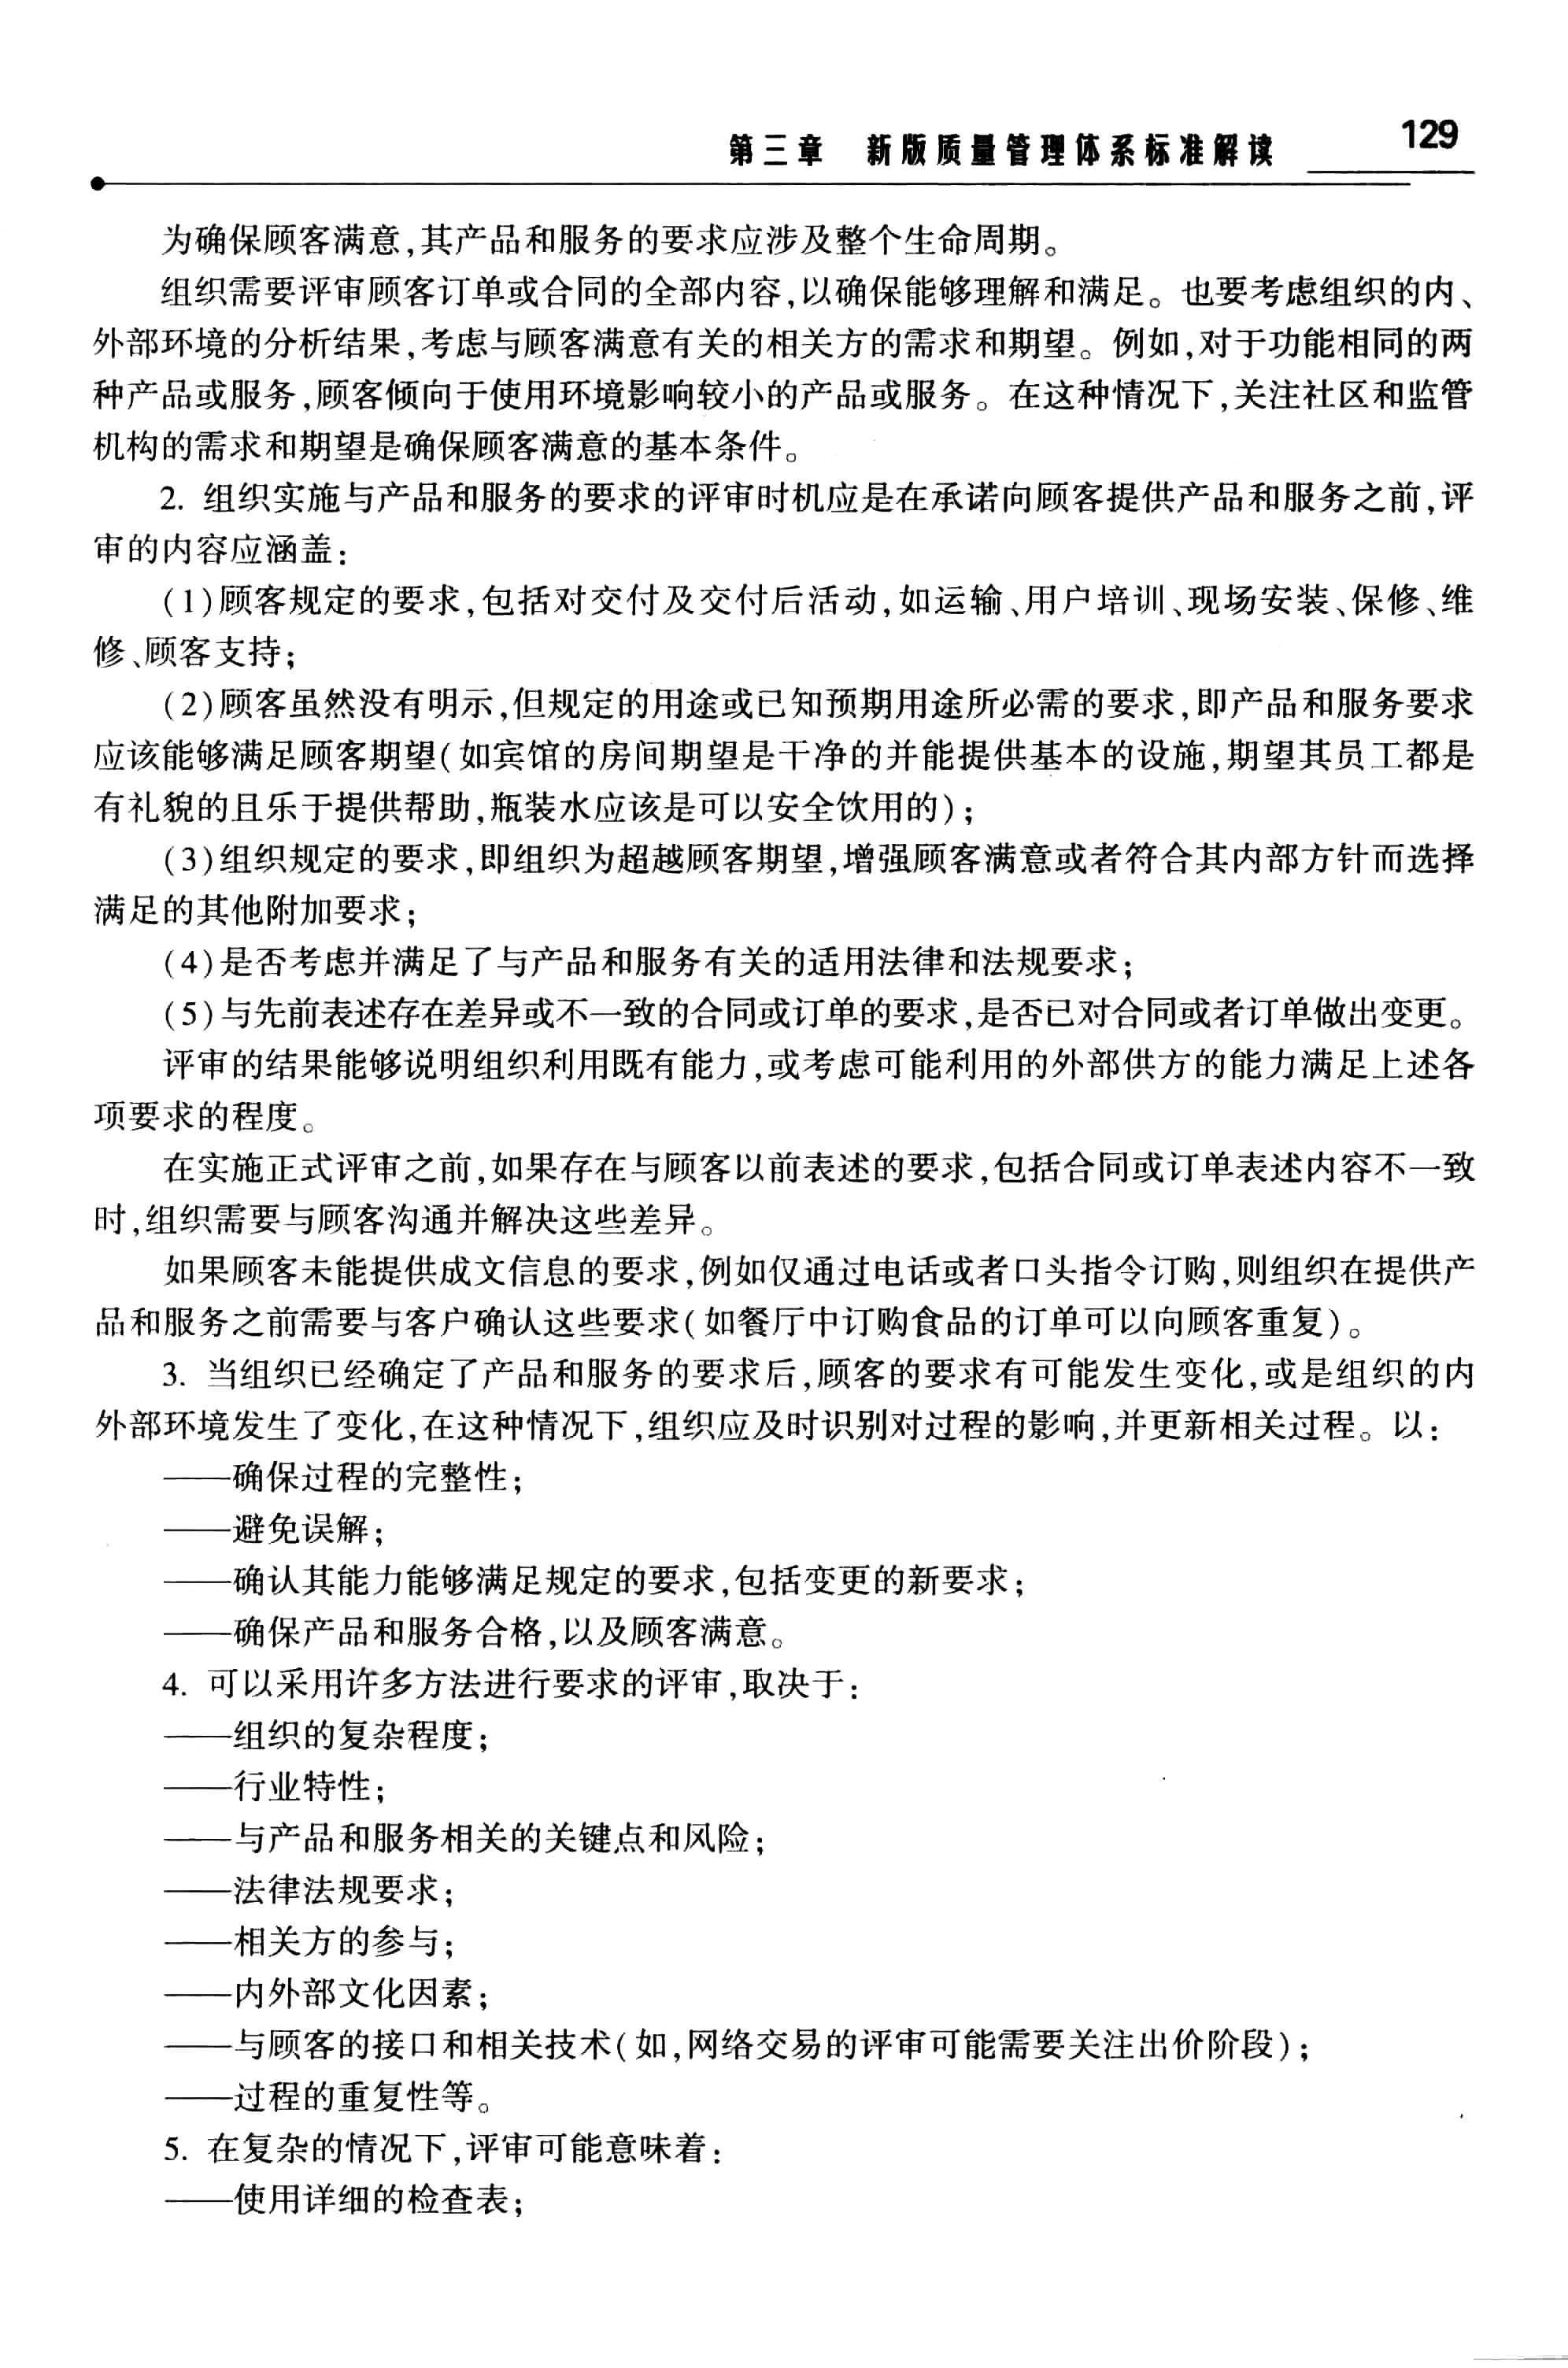 第三章 新版质量管理体系标准解读 129
为确保顾客满意,其产品和服务的要求应涉及整个生命周期。
组织需要评审顾客订单或合同的全部内容,以确保能够理解和满足。也要考虑组织的内、
外部环境的分析结果,考虑与顾客满意有关的相关方的需求和期望。例如,对于功能相同的两
种产品或服务,顾客倾向于使用环境影响较小的产品或服务。在这种情况下,关注社区和监管
机构的需求和期望是确保顾客满意的基本条件。
2. 组织实施与产品和服务的要求的评审时机应是在承诺向顾客提供产品和服务之前,评
审的内容应涵盖:
(1)顾客规定的要求,包括对交付及交付后活动,如运输、用户培训、现场安装、保修、维
修、顾客支持;
(2)顾客虽然没有明示,但规定的用途或已知预期用途所必需的要求,即产品和服务要求
应该能够满足顾客期望(如宾馆的房间期望是干净的并能提供基本的设施,期望其员工都是
有礼貌的且乐于提供帮助,瓶装水应该是可以安全饮用的);
(3)组织规定的要求,即组织为超越顾客期望,增强顾客满意或者符合其内部方针而选择
满足的其他附加要求;
(4)是否考虑并满足了与产品和服务有关的适用法律和法规要求;
(5)与先前表述存在差异或不一致的合同或订单的要求,是否已对合同或者订单做出变更。
评审的结果能够说明组织利用既有能力,或考虑可能利用的外部供方的能力满足上述各
项要求的程度。
在实施正式评审之前,如果存在与顾客以前表述的要求,包括合同或订单表述内容不一致
时,组织需要与顾客沟通并解决这些差异。
如果顾客未能提供成文信息的要求,例如仅通过电话或者口头指令订购,则组织在提供产
品和服务之前需要与客户确认这些要求(如餐厅中订购食品的订单可以向顾客重复)。
3. 当组织已经确定了产品和服务的要求后,顾客的要求有可能发生变化,或是组织的内
外部环境发生了变化,在这种情况下,组织应及时识别对过程的影响,并更新相关过程。以:
——确保过程的完整性;
——避免误解;
——确认其能力能够满足规定的要求,包括变更的新要求;
——确保产品和服务合格,以及顾客满意。
4. 可以采用许多方法进行要求的评审,取决于:
——组织的复杂程度;
——行业特性;
——与产品和服务相关的关键点和风险;
——法律法规要求;
——相关方的参与;
——内外部文化因素;
——与顾客的接口和相关技术(如,网络交易的评审可能需要关注出价阶段);
——过程的重复性等。
5. 在复杂的情况下,评审可能意味着:
——使用详细的检查表;